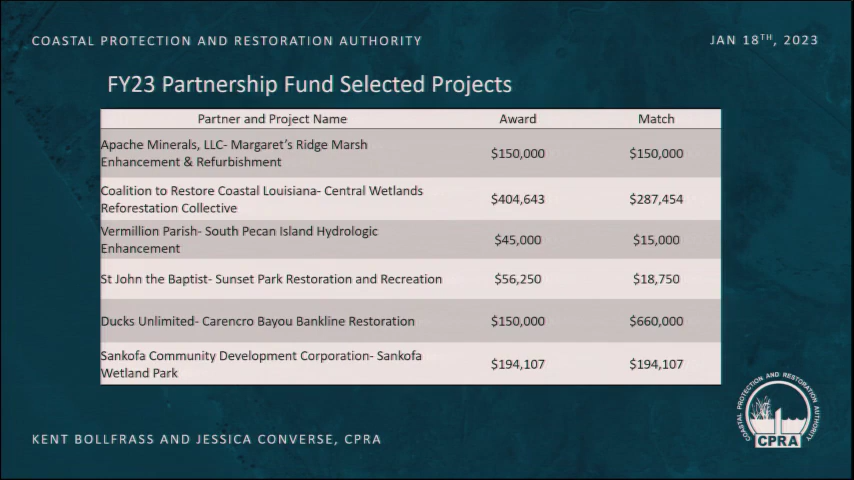 COASTAL PROTECTION AND RESTORATION AUTHORITY
JAN 18TH, 2023
FY23 Partnership Fund Selected Projects
Partner and Project Name Award Match
Apache Minerals, LLC- Margaret's Ridge Marsh
Enhancement & Refurbishment
$150,000 $150,000
Coalition to Restore Coastal Louisiana- Central Wetlands
Reforestation Collective
$404,643 $287,454
Vermillion Parish- South Pecan Island Hydrologic
Enhancement
$45,000 $15,000
St John the Baptist- Sunset Park Restoration and Recreation $56,250 $18,750
Ducks Unlimited- Carencro Bayou Bankline Restoration $150,000 $660,000
Sankofa Community Development Corporation- Sankofa
Wetland Park
$194,107 $194,107
COASTAL PROTECTION AND RESTORATION AUTHORITY
CPRA
KENT BOLLFRASS AND JESSICA CONVERSE, CPRA